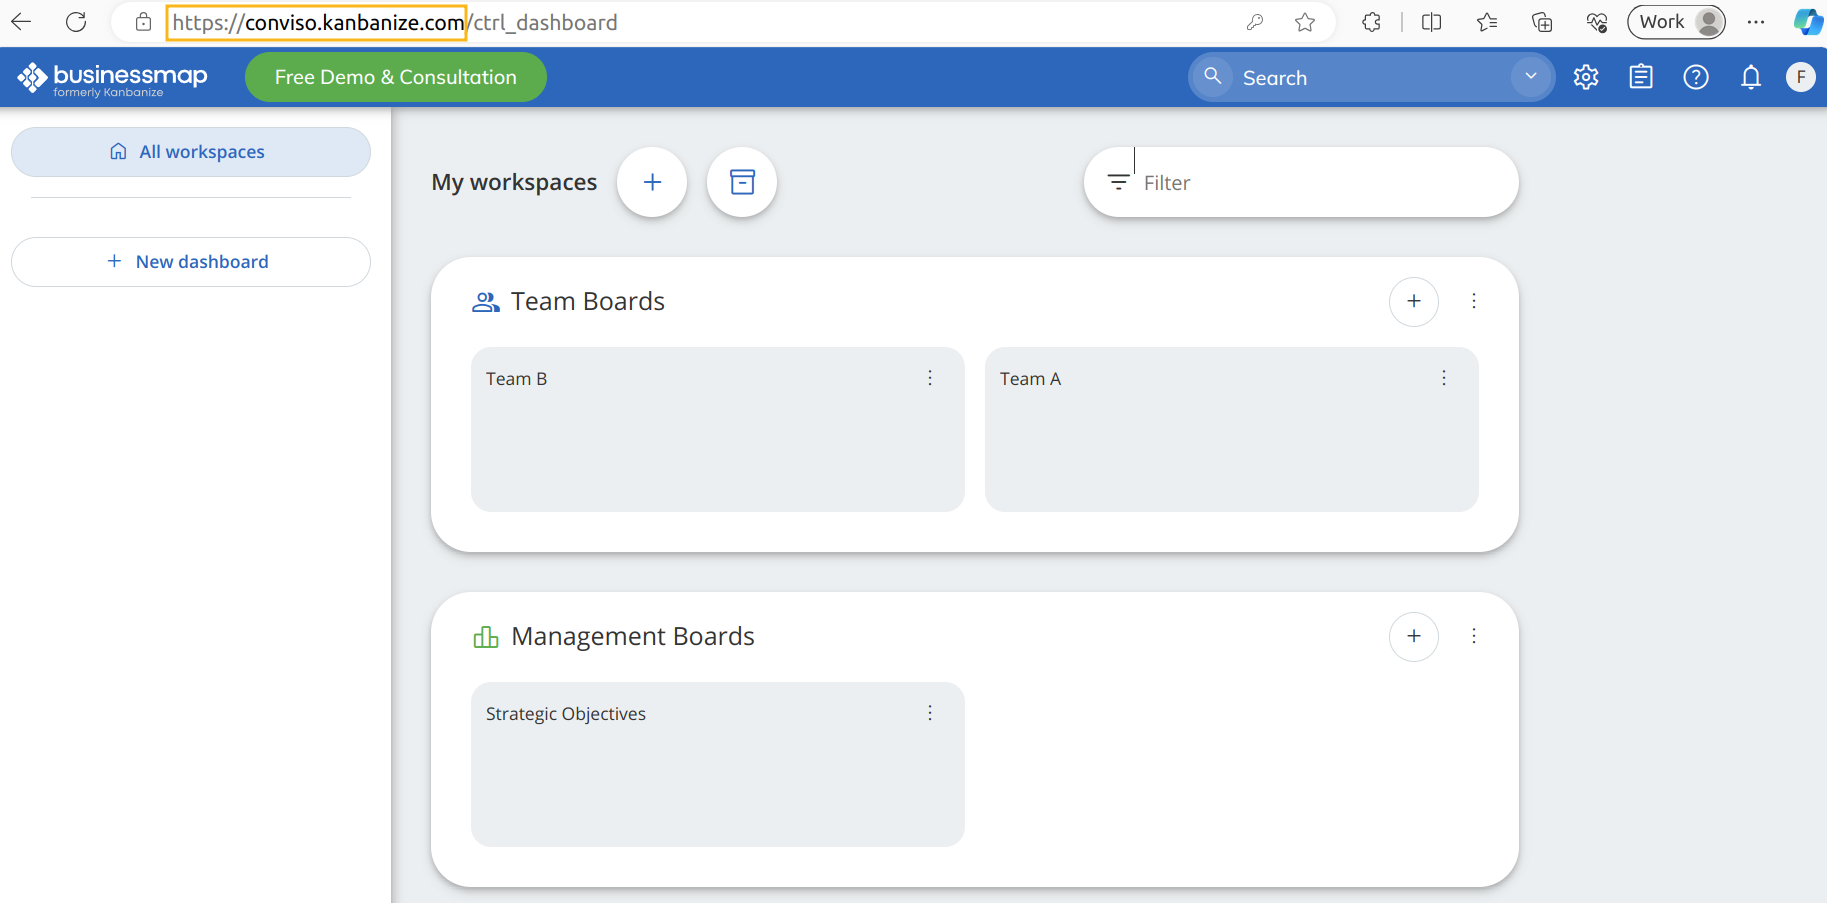 https://conviso.kanbanize.com/ctrl_dashboard
Work
businessmap
formerly Kanbanize
Free Demo & Consultation
Search
F
All workspaces
New dashboard
My workspaces
Filter
Team Boards
Team B
Team A
Management Boards
Strategic Objectives